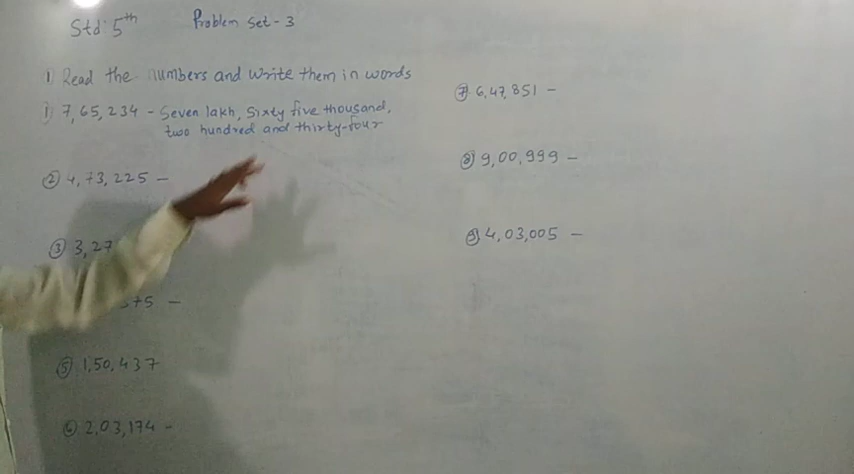 Std: 5th Problem Set - 3
1) Read the numbers and write them in words
1) 7,65,234 - Seven lakh, Sixty five thousand,
two hundred and thirty-four
2) 4,73,225 -
3) 3,27
75 -
5) 1,50,437
6) 2,03,174 -
7) 6,47,851 -
8) 9,00,999 -
9) 4,03,005 -